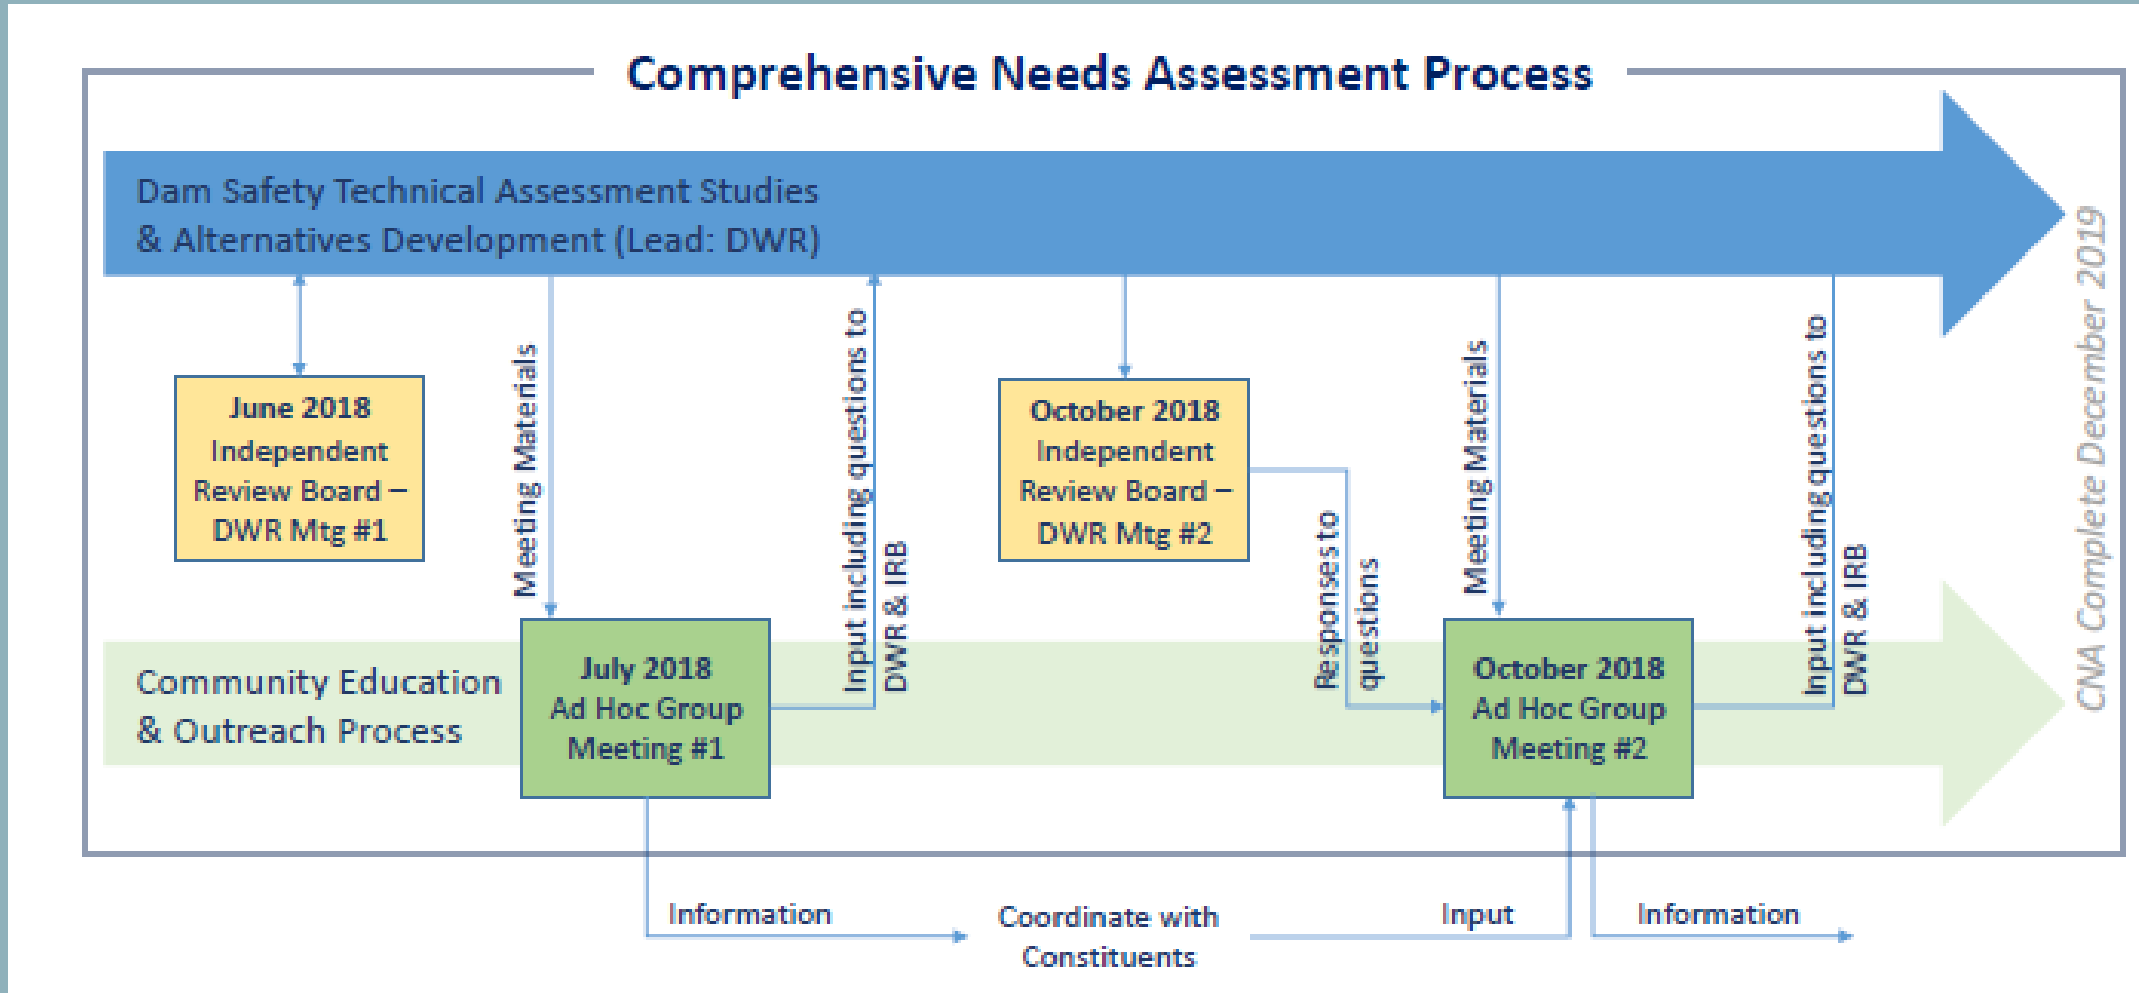 Comprehensive Needs Assessment Process
Dam Safety Technical Assessment Studies
& Alternatives Development (Lead: DWR)
June 2018
Independent
Review Board –
DWR Mtg #1
Meeting Materials
Input including questions to
DWR & IRB
October 2018
Independent
Review Board –
DWR Mtg #2
Responses to
questions
Meeting Materials
Input including questions to
DWR & IRB
CNA Complete December 2019
Community Education
& Outreach Process
July 2018
Ad Hoc Group
Meeting #1
October 2018
Ad Hoc Group
Meeting #2
Information
Coordinate with
Constituents
Input
Information